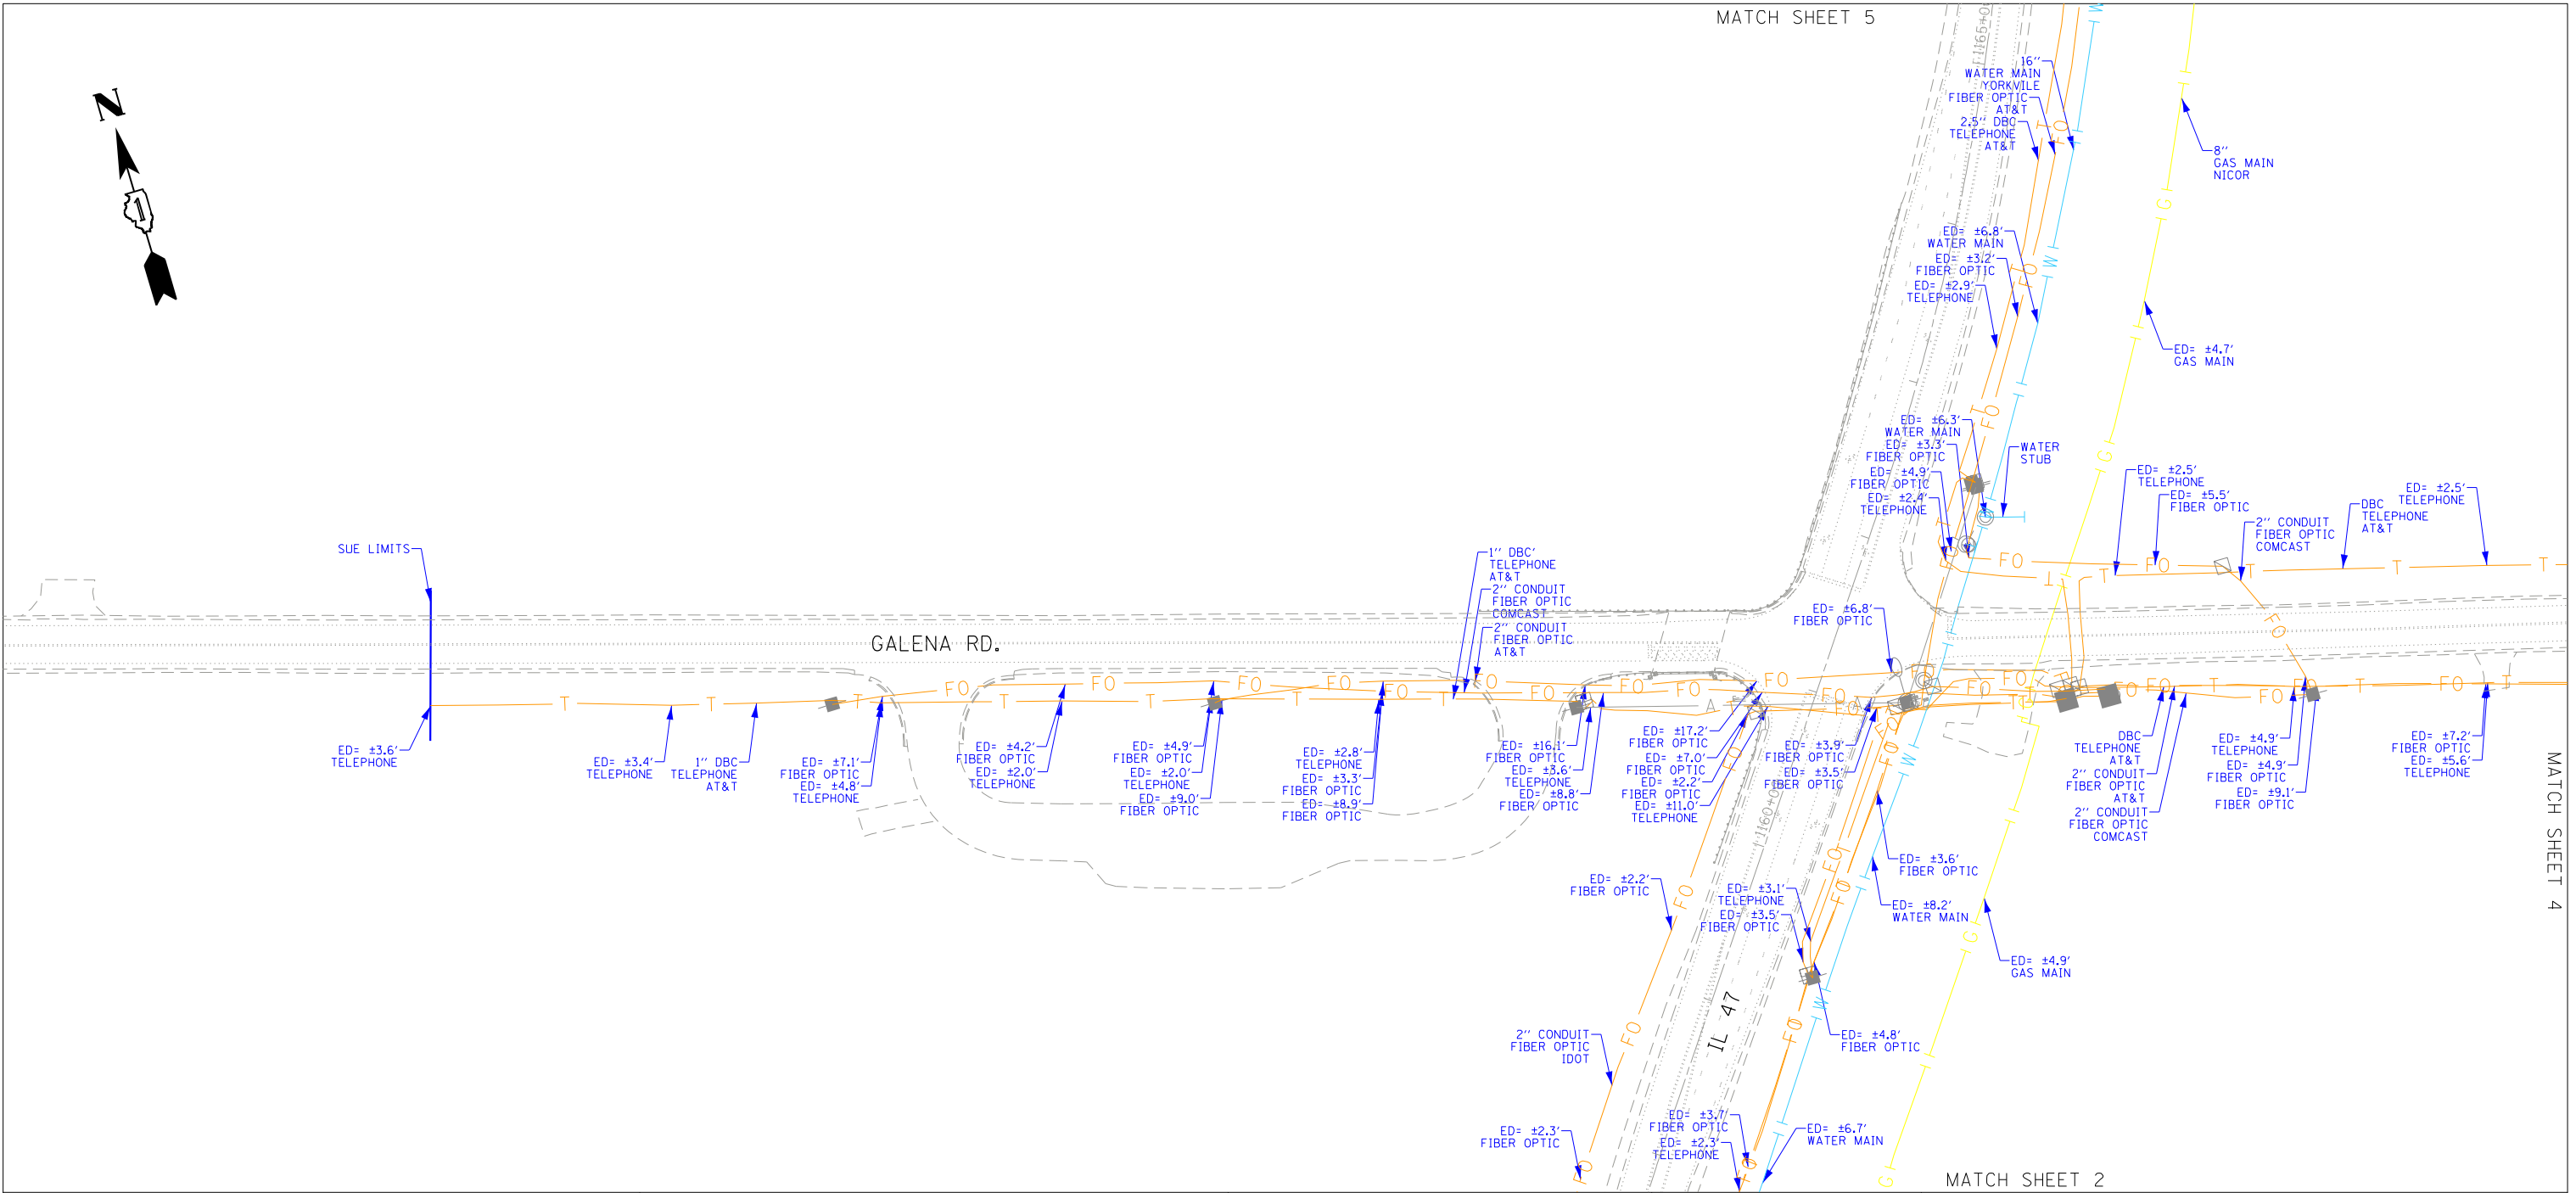 MATCH SHEET 5
N
1
16''
WATER MAIN
YORKVILE
FIBER OPTIC
AT&T
2.5'' DBC
TELEPHONE
AT&T
8''
GAS MAIN
NICOR
ED= ±6.8'
WATER MAIN
ED= ±3.2'
FIBER OPTIC
ED= ±2.9'
TELEPHONE
ED= ±4.7'
GAS MAIN
ED= ±6.3'
WATER MAIN
ED= ±3.3'
FIBER OPTIC
ED= ±4.9'
FIBER OPTIC
ED= ±2.4'
TELEPHONE
WATER
STUB
ED= ±2.5'
TELEPHONE
ED= ±5.5'
FIBER OPTIC
2'' CONDUIT
FIBER OPTIC
COMCAST
DBC
TELEPHONE
AT&T
ED= ±2.5'
TELEPHONE
SUE LIMITS
1'' DBC'
TELEPHONE
AT&T
2'' CONDUIT
FIBER OPTIC
COMCAST
2'' CONDUIT
FIBER OPTIC
AT&T
ED= ±6.8'
FIBER OPTIC
GALENA RD.
ED= ±3.6'
TELEPHONE
ED= ±3.4'
TELEPHONE
1'' DBC
TELEPHONE
AT&T
ED= ±7.1'
FIBER OPTIC
ED= ±4.8'
TELEPHONE
ED= ±4.2'
FIBER OPTIC
ED= ±2.0'
TELEPHONE
ED= ±4.9'
FIBER OPTIC
ED= ±2.0'
TELEPHONE
ED= ±9.0'
FIBER OPTIC
ED= ±2.8'
TELEPHONE
ED= ±3.3'
FIBER OPTIC
ED= ±8.9'
FIBER OPTIC
ED= ±16.1'
FIBER OPTIC
ED= ±3.6'
TELEPHONE
ED= ±8.8'
FIBER OPTIC
ED= ±17.2'
FIBER OPTIC
ED= ±7.0'
FIBER OPTIC
ED= ±2.2'
FIBER OPTIC
ED= ±11.0'
TELEPHONE
ED= ±3.9'
FIBER OPTIC
ED= ±3.5'
FIBER OPTIC
DBC
TELEPHONE
AT&T
2'' CONDUIT
FIBER OPTIC
AT&T
2'' CONDUIT
FIBER OPTIC
COMCAST
ED= ±4.9'
TELEPHONE
ED= ±4.9'
FIBER OPTIC
ED= ±9.1'
FIBER OPTIC
ED= ±7.2'
FIBER OPTIC
ED= ±5.6'
TELEPHONE
MATCH SHEET 4
ED= ±2.2'
FIBER OPTIC
ED= ±3.1'
TELEPHONE
ED= ±3.5'
FIBER OPTIC
ED= ±3.6'
FIBER OPTIC
ED= ±8.2'
WATER MAIN
ED= ±4.9'
GAS MAIN
IL 47
2'' CONDUIT
FIBER OPTIC
IDOT
ED= ±4.8'
FIBER OPTIC
ED= ±2.3'
FIBER OPTIC
ED= ±3.7'
FIBER OPTIC
ED= ±2.3'
TELEPHONE
ED= ±6.7'
WATER MAIN
MATCH SHEET 2